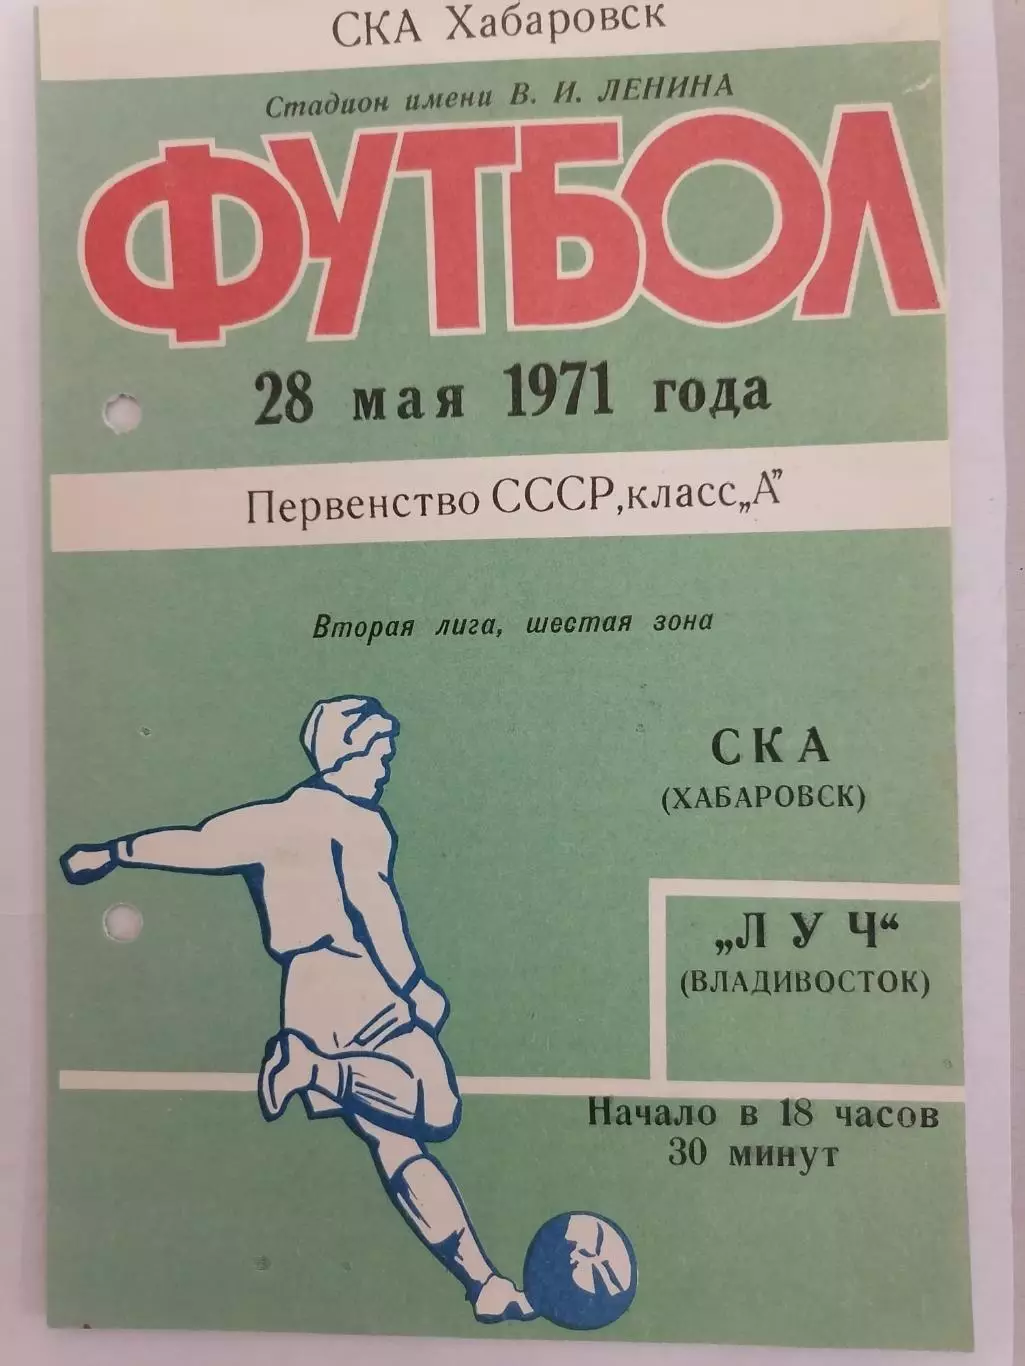 СКА Хабаровск
Стадион имени В. И. ЛЕНИНА
ФУТБОЛ
28 мая 1971 года
Первенство СССР, класс „А”
Вторая лига, шестая зона
СКА
(ХАБАРОВСК)
„ЛУЧ“
(ВЛАДИВОСТОК)
Начало в 18 часов
30 минут